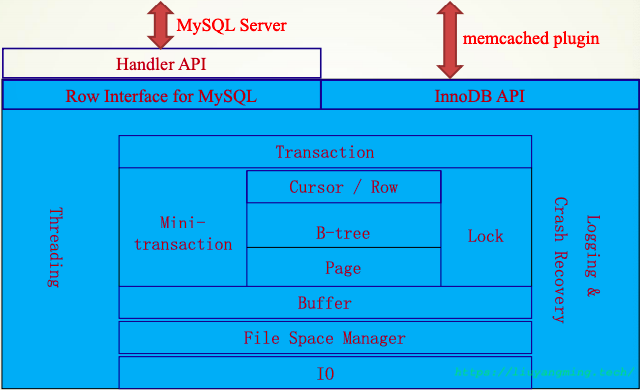 MySQL Server
memcached plugin
Handler API
Row Interface for MySQL
InnoDB API
Transaction
Cursor / Row
Mini-
transaction
B-tree
Lock
Page
Buffer
File Space Manager
IO
Threading
Logging &
Crash Recovery
https://liuyangming.tech/